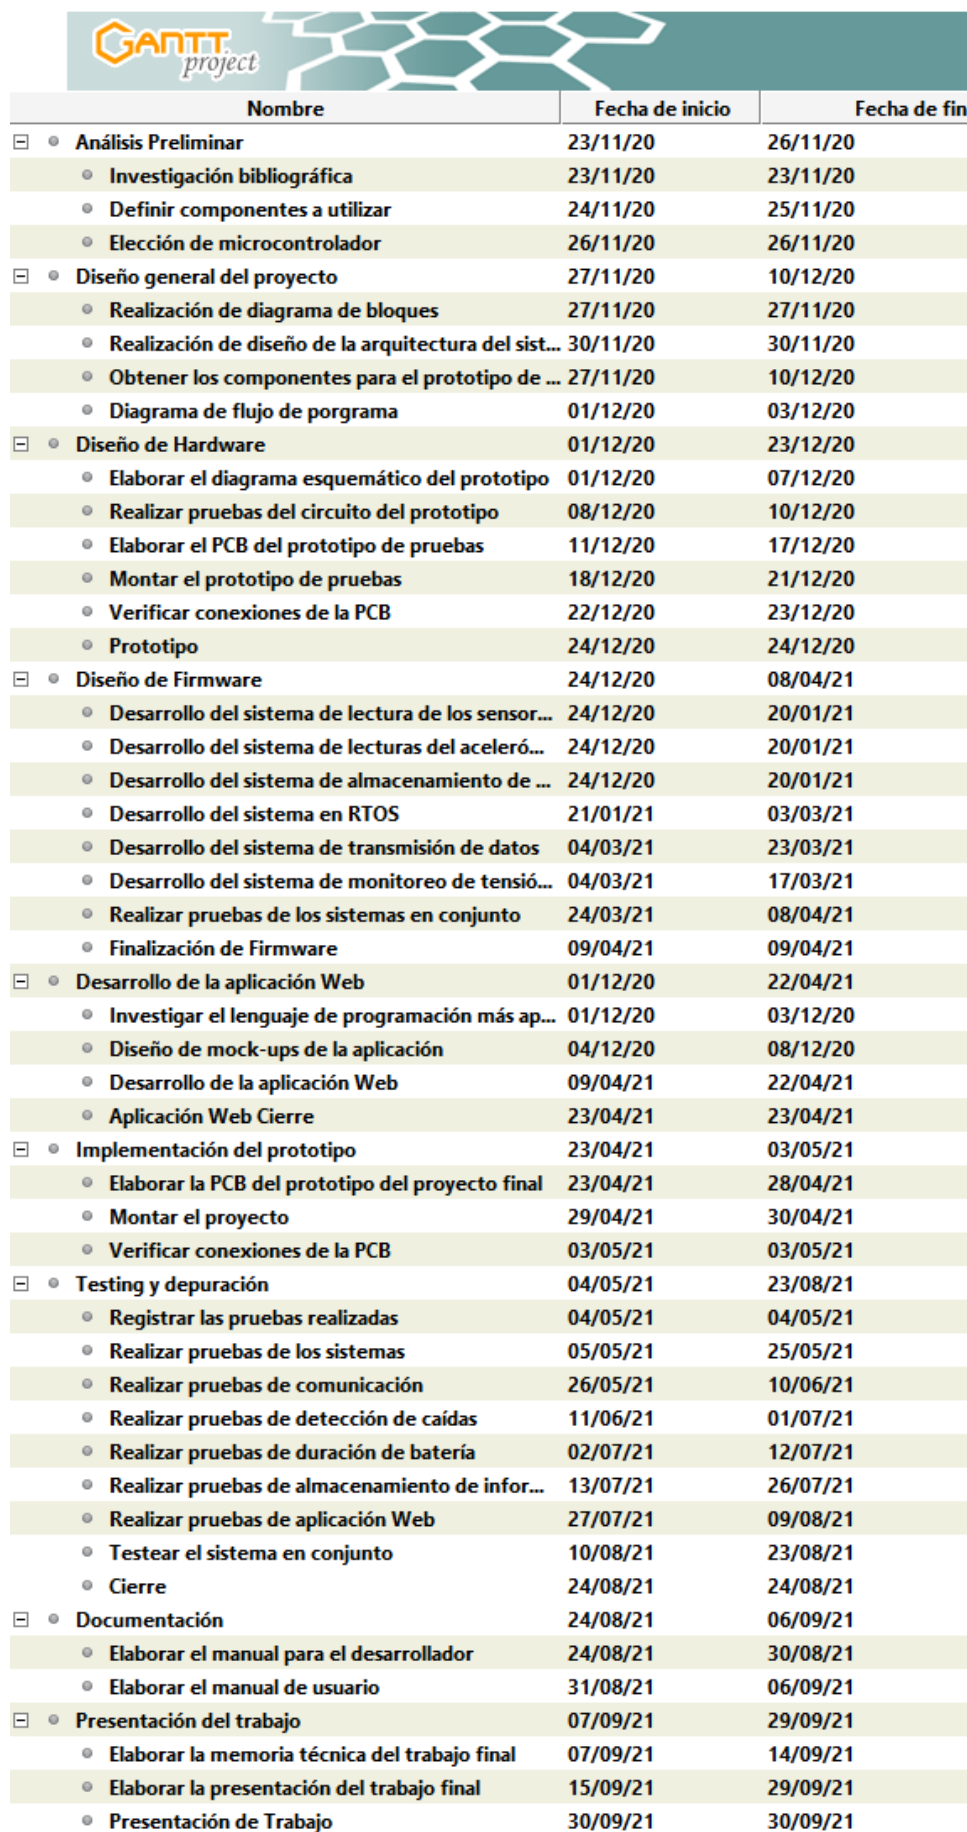 GANTT
project
Nombre Fecha de inicio Fecha de fin
Análisis Preliminar 23/11/20 26/11/20
Investigación bibliográfica 23/11/20 23/11/20
Definir componentes a utilizar 24/11/20 25/11/20
Elección de microcontrolador 26/11/20 26/11/20
Diseño general del proyecto 27/11/20 10/12/20
Realización de diagrama de bloques 27/11/20 27/11/20
Realización de diseño de la arquitectura del sist... 30/11/20 30/11/20
Obtener los componentes para el prototipo de ... 27/11/20 10/12/20
Diagrama de flujo de porgrama 01/12/20 03/12/20
Diseño de Hardware 01/12/20 23/12/20
Elaborar el diagrama esquemático del prototipo 01/12/20 07/12/20
Realizar pruebas del circuito del prototipo 08/12/20 10/12/20
Elaborar el PCB del prototipo de pruebas 11/12/20 17/12/20
Montar el prototipo de pruebas 18/12/20 21/12/20
Verificar conexiones de la PCB 22/12/20 23/12/20
Prototipo 24/12/20 24/12/20
Diseño de Firmware 24/12/20 08/04/21
Desarrollo del sistema de lectura de los sensor... 24/12/20 20/01/21
Desarrollo del sistema de lecturas del aceleró... 24/12/20 20/01/21
Desarrollo del sistema de almacenamiento de ... 24/12/20 20/01/21
Desarrollo del sistema en RTOS 21/01/21 03/03/21
Desarrollo del sistema de transmisión de datos 04/03/21 23/03/21
Desarrollo del sistema de monitoreo de tensió... 04/03/21 17/03/21
Realizar pruebas de los sistemas en conjunto 24/03/21 08/04/21
Finalización de Firmware 09/04/21 09/04/21
Desarrollo de la aplicación Web 01/12/20 22/04/21
Investigar el lenguaje de programación más ap... 01/12/20 03/12/20
Diseño de mock-ups de la aplicación 04/12/20 08/12/20
Desarrollo de la aplicación Web 09/04/21 22/04/21
Aplicación Web Cierre 23/04/21 23/04/21
Implementación del prototipo 23/04/21 03/05/21
Elaborar la PCB del prototipo del proyecto final 23/04/21 28/04/21
Montar el proyecto 29/04/21 30/04/21
Verificar conexiones de la PCB 03/05/21 03/05/21
Testing y depuración 04/05/21 23/08/21
Registrar las pruebas realizadas 04/05/21 04/05/21
Realizar pruebas de los sistemas 05/05/21 25/05/21
Realizar pruebas de comunicación 26/05/21 10/06/21
Realizar pruebas de detección de caídas 11/06/21 01/07/21
Realizar pruebas de duración de batería 02/07/21 12/07/21
Realizar pruebas de almacenamiento de infor... 13/07/21 26/07/21
Realizar pruebas de aplicación Web 27/07/21 09/08/21
Testear el sistema en conjunto 10/08/21 23/08/21
Cierre 24/08/21 24/08/21
Documentación 24/08/21 06/09/21
Elaborar el manual para el desarrollador 24/08/21 30/08/21
Elaborar el manual de usuario 31/08/21 06/09/21
Presentación del trabajo 07/09/21 29/09/21
Elaborar la memoria técnica del trabajo final 07/09/21 14/09/21
Elaborar la presentación del trabajo final 15/09/21 29/09/21
Presentación de Trabajo 30/09/21 30/09/21